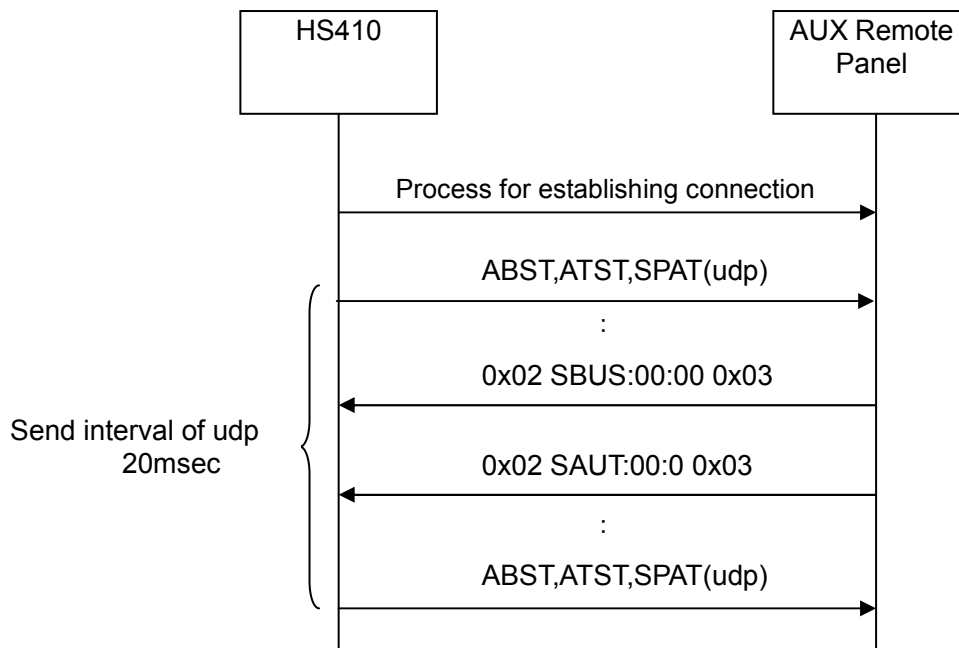 HS410
AUX Remote
Panel
Process for establishing connection
ABST,ATST,SPAT(udp)
:
0x02 SBUS:00:00 0x03
Send interval of udp
20msec
0x02 SAUT:00:0 0x03
:
ABST,ATST,SPAT(udp)